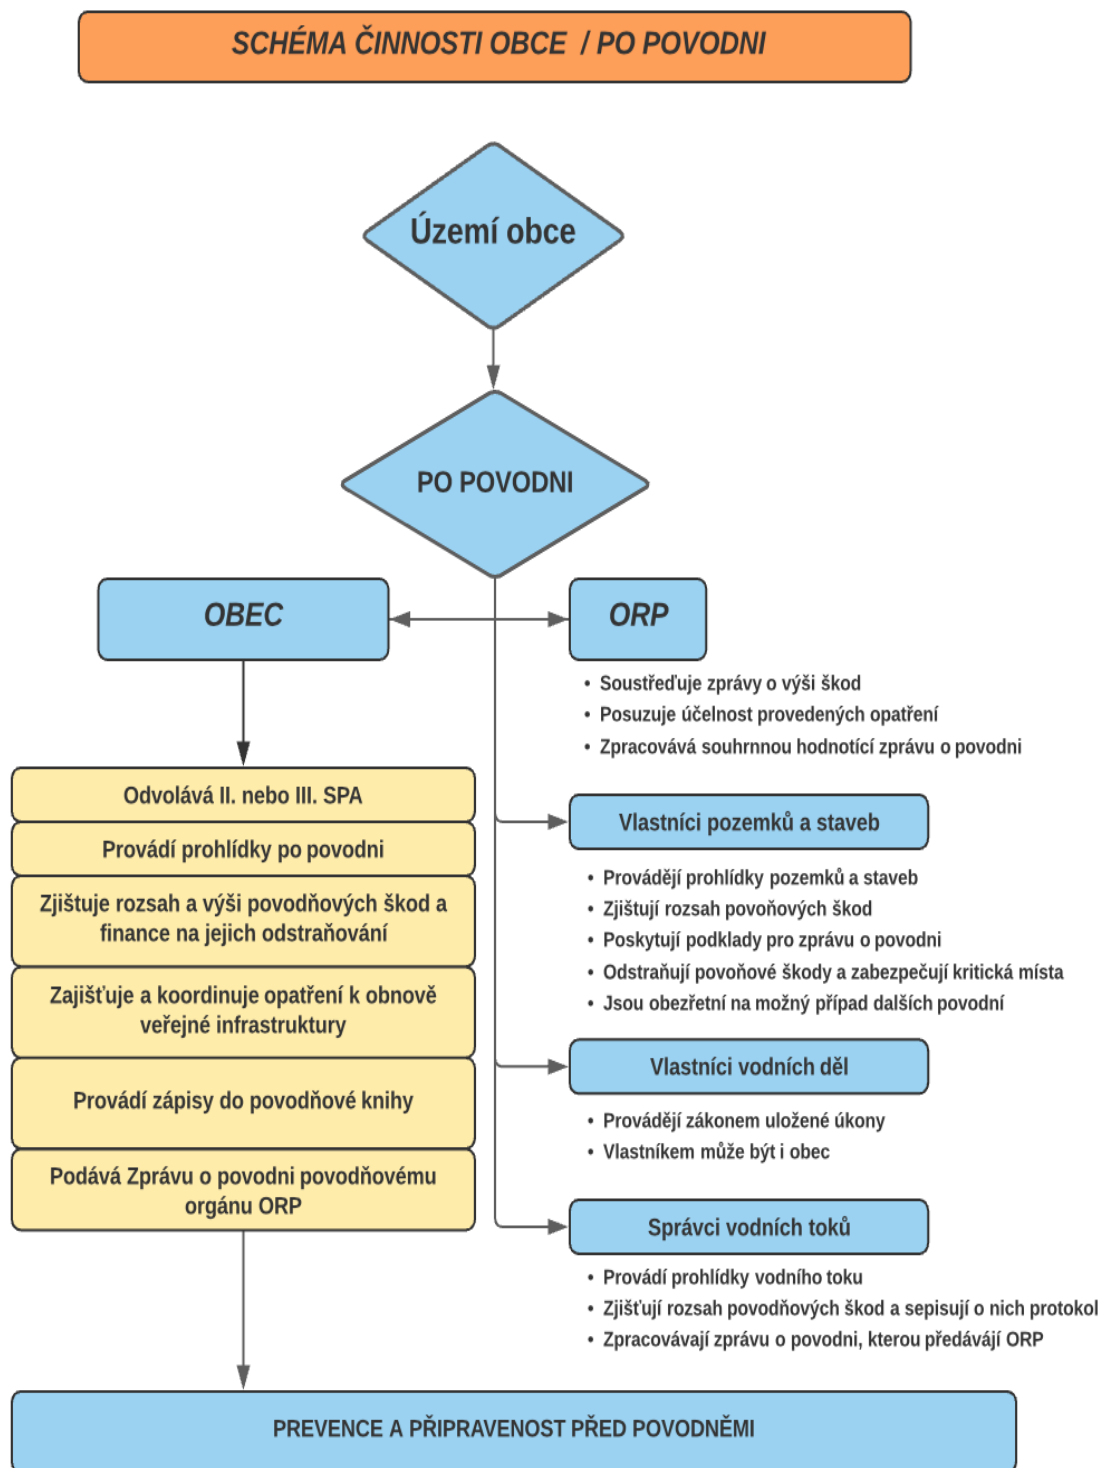 SCHÉMA ČINNOSTI OBCE / PO POVODNI
Území obce
PO POVODNI
OBEC
ORP
• Soustřeďuje zprávy o výši škod
• Posuzuje účelnost provedených opatření
• Zpracovává souhrnnou hodnotící zprávu o povodni
Odvolává II. nebo III. SPA
Provádí prohlídky po povodni
Zjištuje rozsah a výši povodňových škod a
finance na jejich odstraňování
Zajišťuje a koordinuje opatření k obnově
veřejné infrastruktury
Provádí zápisy do povodňové knihy
Podává Zprávu o povodni povodňovému
orgánu ORP
Vlastníci pozemků a staveb
• Provádějí prohlídky pozemků a staveb
• Zjištují rozsah povoňových škod
• Poskytují podklady pro zprávu o povodni
• Odstraňují povoňové škody a zabezpečují kritická místa
• Jsou obezřetní na možný případ dalších povodní
Vlastníci vodních děl
• Provádějí zákonem uložené úkony
• Vlastníkem může být i obec
Správci vodních toků
• Provádí prohlídky vodního toku
• Zjišťují rozsah povodňových škod a sepisují o nich protokol
• Zpracovávají zprávu o povodni, kterou předávájí ORP
PREVENCE A PŘIPRAVENOST PŘED POVODNĚMI